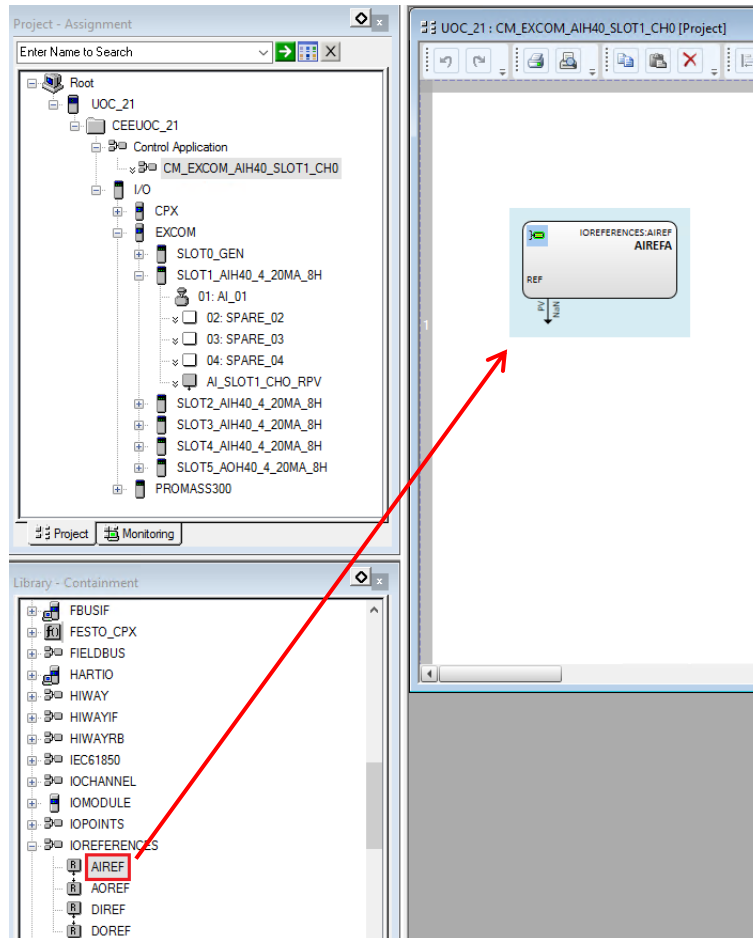 Project - Assignment
Enter Name to Search
Root
UOC_21
CEEUOC_21
Control Application
CM_EXCOM_AIH40_SLOT1_CH0
I/O
CPX
EXCOM
SLOT0_GEN
SLOT1_AIH40_4_20MA_8H
01: AI_01
02: SPARE_02
03: SPARE_03
04: SPARE_04
AI_SLOT1_CHO_RPV
SLOT2_AIH40_4_20MA_8H
SLOT3_AIH40_4_20MA_8H
SLOT4_AIH40_4_20MA_8H
SLOT5_AOH40_4_20MA_8H
PROMASS300
Project
Monitoring
Library - Containment
FBUSIF
FESTO_CPX
FIELDBUS
HARTIO
HIWAY
HIWAYIF
HIWAYRB
IEC61850
IOCHANNEL
IOMODULE
IOPOINTS
IOREFERENCES
R AIREF
R AOREF
R DIREF
R DOREF
UOC_21 : CM_EXCOM_AIH40_SLOT1_CH0 [Project]
IOREFERENCES:AIREF
AIREFA
REF
PV
NaN
1